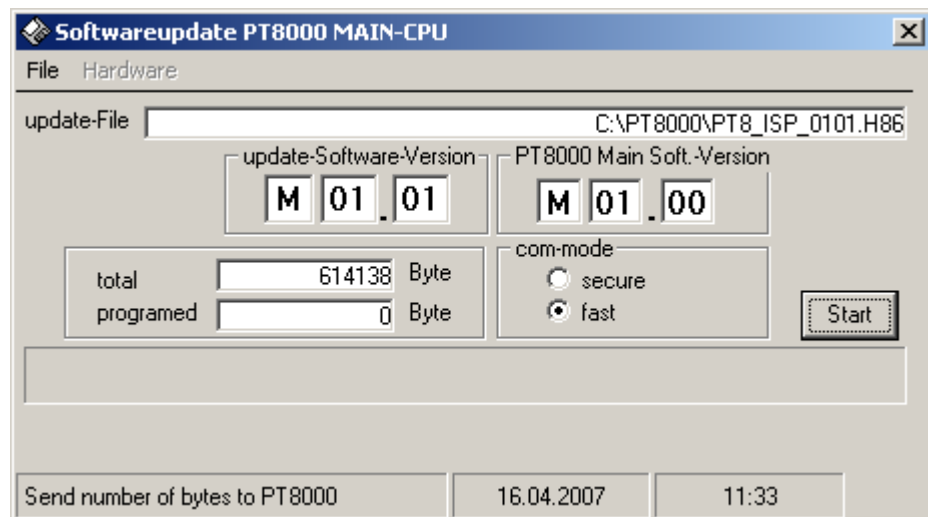 Softwareupdate PT8000 MAIN-CPU
File Hardware
update-File C:\PT8000\PT8_ISP_0101.H86
update-Software-Version PT8000 Main Soft.-Version
M 01 . 01 M 01 . 00
com-mode
total 614138 Byte secure
programed 0 Byte fast
Start
Send number of bytes to PT8000 16.04.2007 11:33